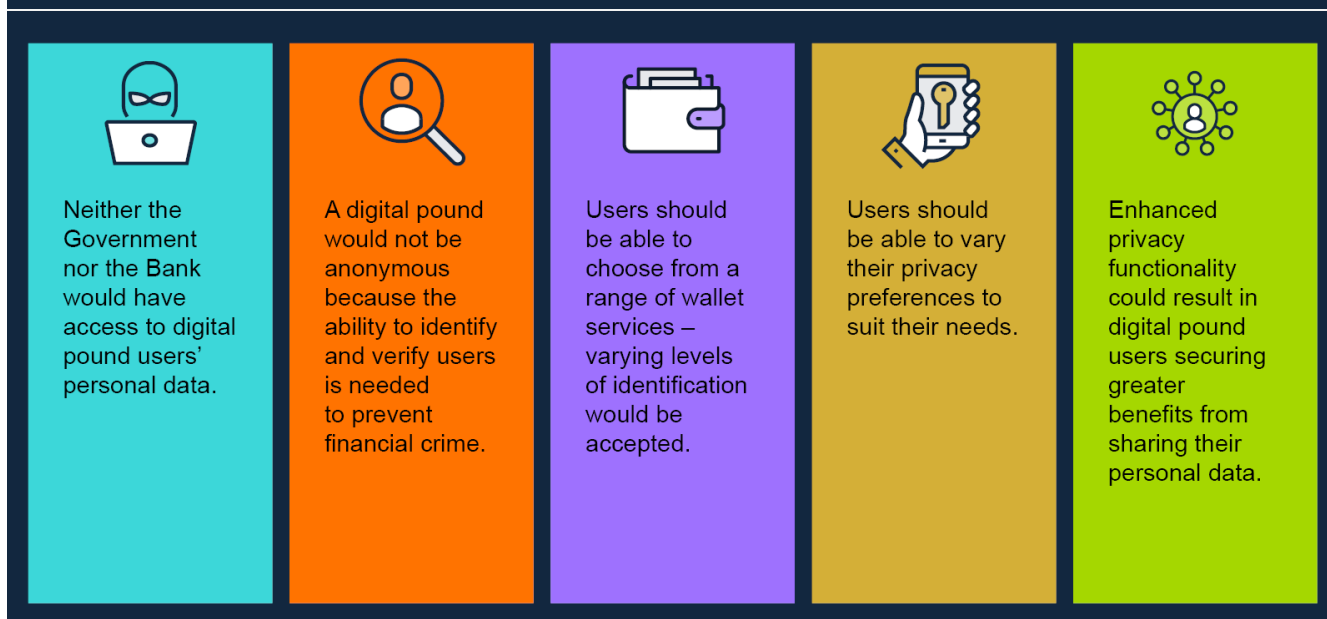 Neither the
Government
nor the Bank
would have
access to digital
pound users’
personal data.
A digital pound
would not be
anonymous
because the
ability to identify
and verify users
is needed
to prevent
financial crime.
Users should
be able to
choose from a
range of wallet
services –
varying levels
of identification
would be
accepted.
Users should
be able to vary
their privacy
preferences to
suit their needs.
Enhanced
privacy
functionality
could result in
digital pound
users securing
greater
benefits from
sharing their
personal data.